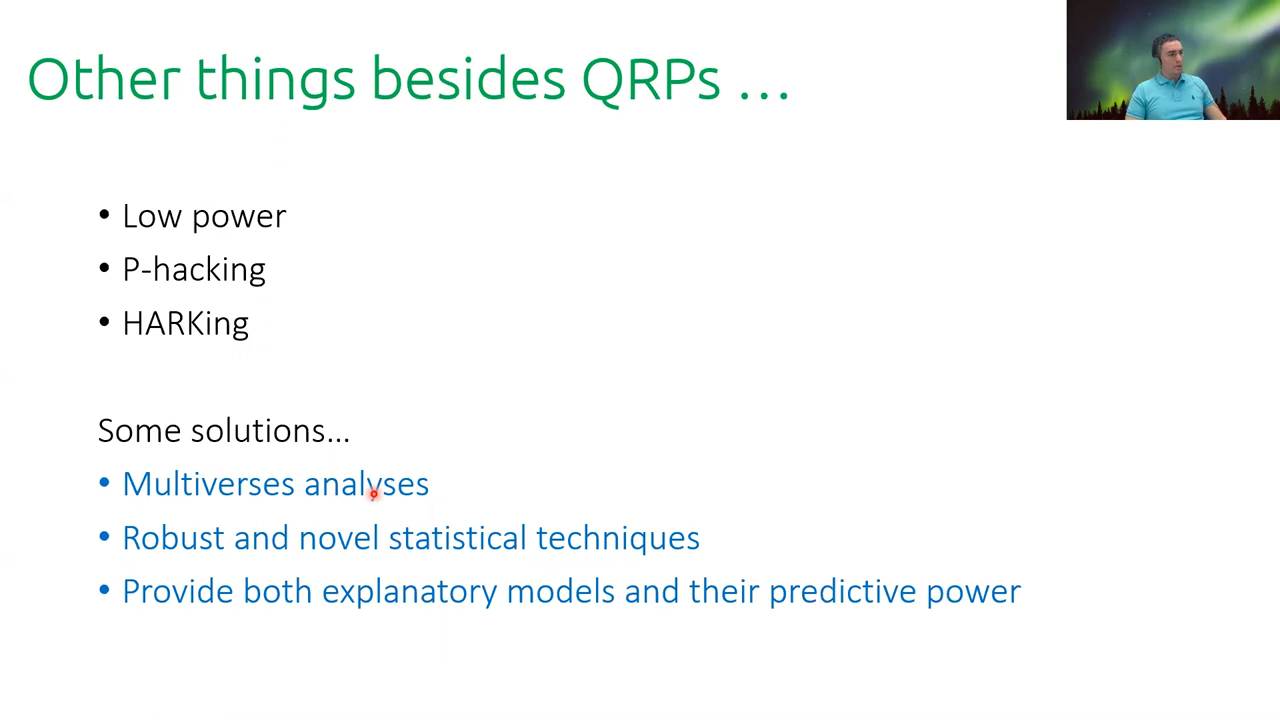 Other things besides QRPs …
• Low power
• P-hacking
• HARKing
Some solutions…
• Multiverses analyses
• Robust and novel statistical techniques
• Provide both explanatory models and their predictive power